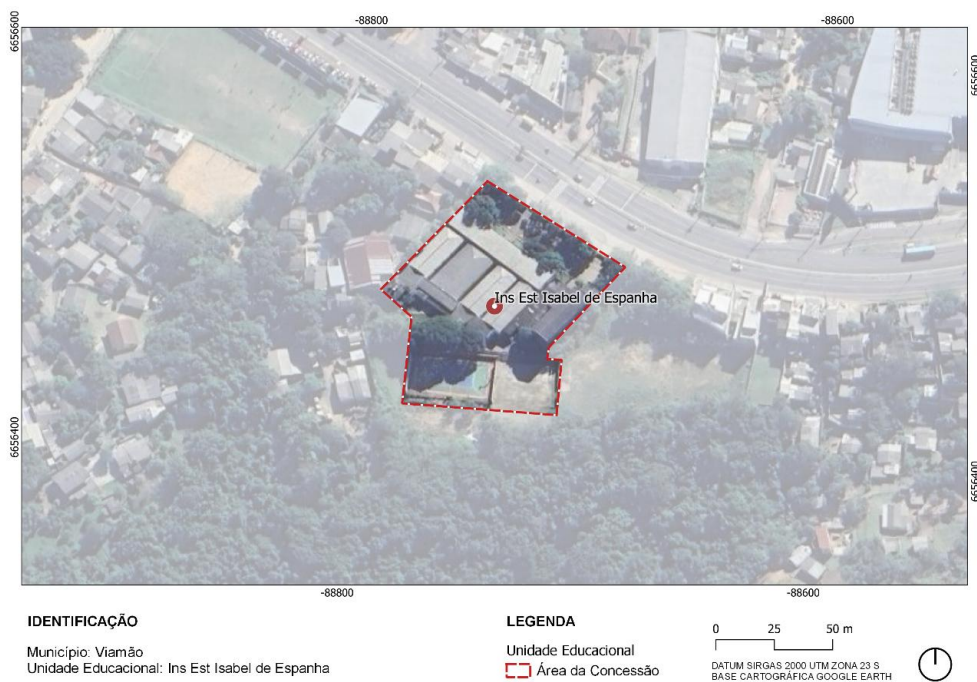 -88800
-88600
6656600
6656600
Ins Est Isabel de Espanha
6656400
6656400
-88800
-88600
IDENTIFICAÇÃO
Município: Viamão
Unidade Educacional: Ins Est Isabel de Espanha
LEGENDA
Unidade Educacional
Área da Concessão
0 25 50 m
DATUM SIRGAS 2000 UTM ZONA 23 S
BASE CARTOGRÁFICA GOOGLE EARTH